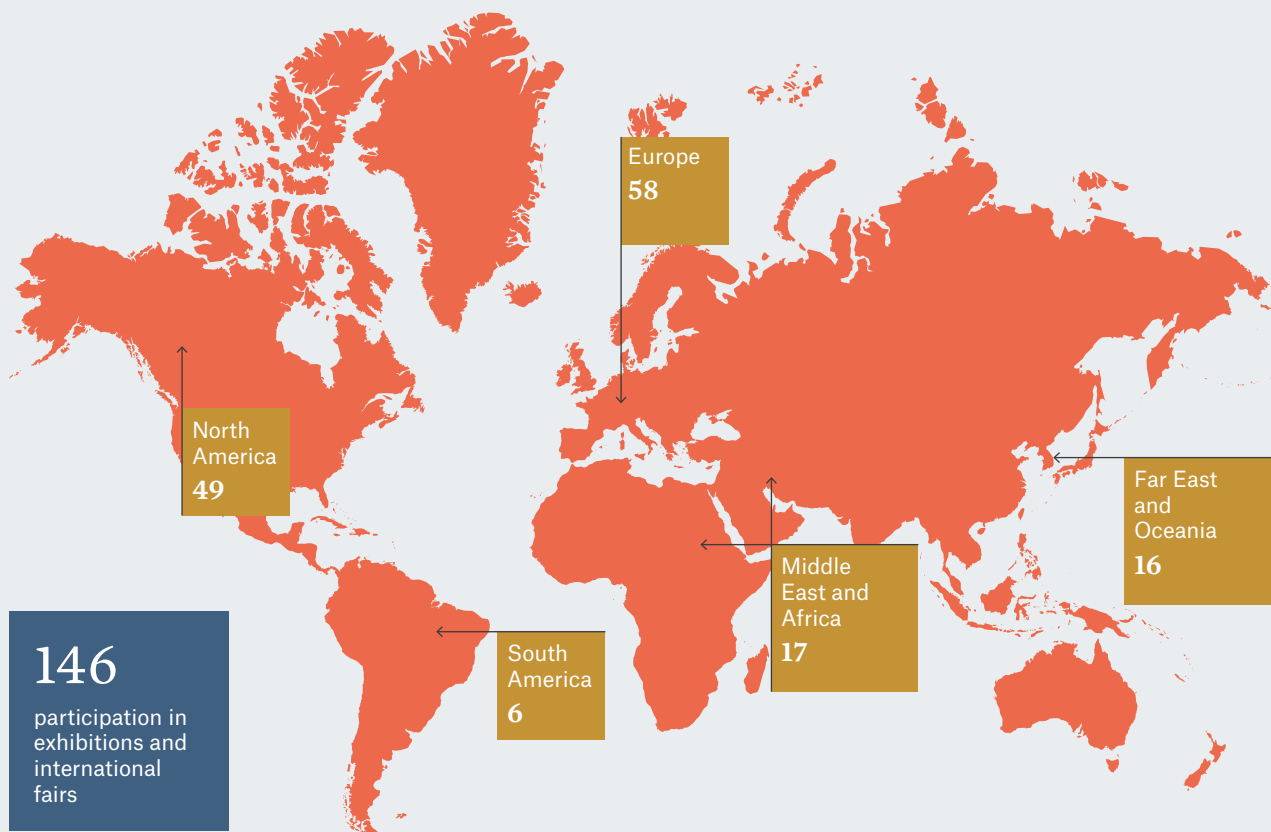 Europe
58
North
America
49
Far East
and
Oceania
16
Middle
East and
Africa
17
South
America
6
146
participation in
exhibitions and
international
fairs